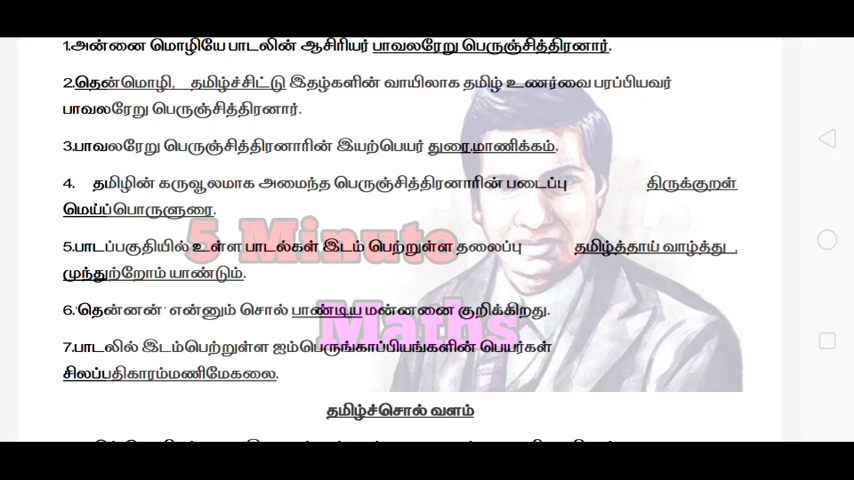 1.அன்னை மொழியே பாடலின் ஆசிரியர் பாவலரேறு பெருஞ்சித்திரனார்.
2.தென்மொழி, தமிழ்ச்சிட்டு இதழ்களின் வாயிலாக தமிழ் உணர்வை பரப்பியவர்
பாவலரேறு பெருஞ்சித்திரனார்.
3.பாவலரேறு பெருஞ்சித்திரனாரின் இயற்பெயர் துரை.மாணிக்கம்.
4. தமிழின் கருவூலமாக அமைந்த பெருஞ்சித்திரனாரின் படைப்பு திருக்குறள்
மெய்ப்பொருளுரை.
5.பாடப்பகுதியில் உள்ள பாடல்கள் இடம் பெற்றுள்ள தலைப்பு தமிழ்த்தாய் வாழ்த்து ,
முந்துற்றோம் யாண்டும்.
5 Minute
6.'தென்னன்' என்னும் சொல் பாண்டிய மன்னனை குறிக்கிறது.
Maths
7.பாடலில் இடம்பெற்றுள்ள ஐம்பெருங்காப்பியங்களின் பெயர்கள்
சிலப்பதிகாரம்மணிமேகலை.
தமிழ்ச்சொல் வளம்